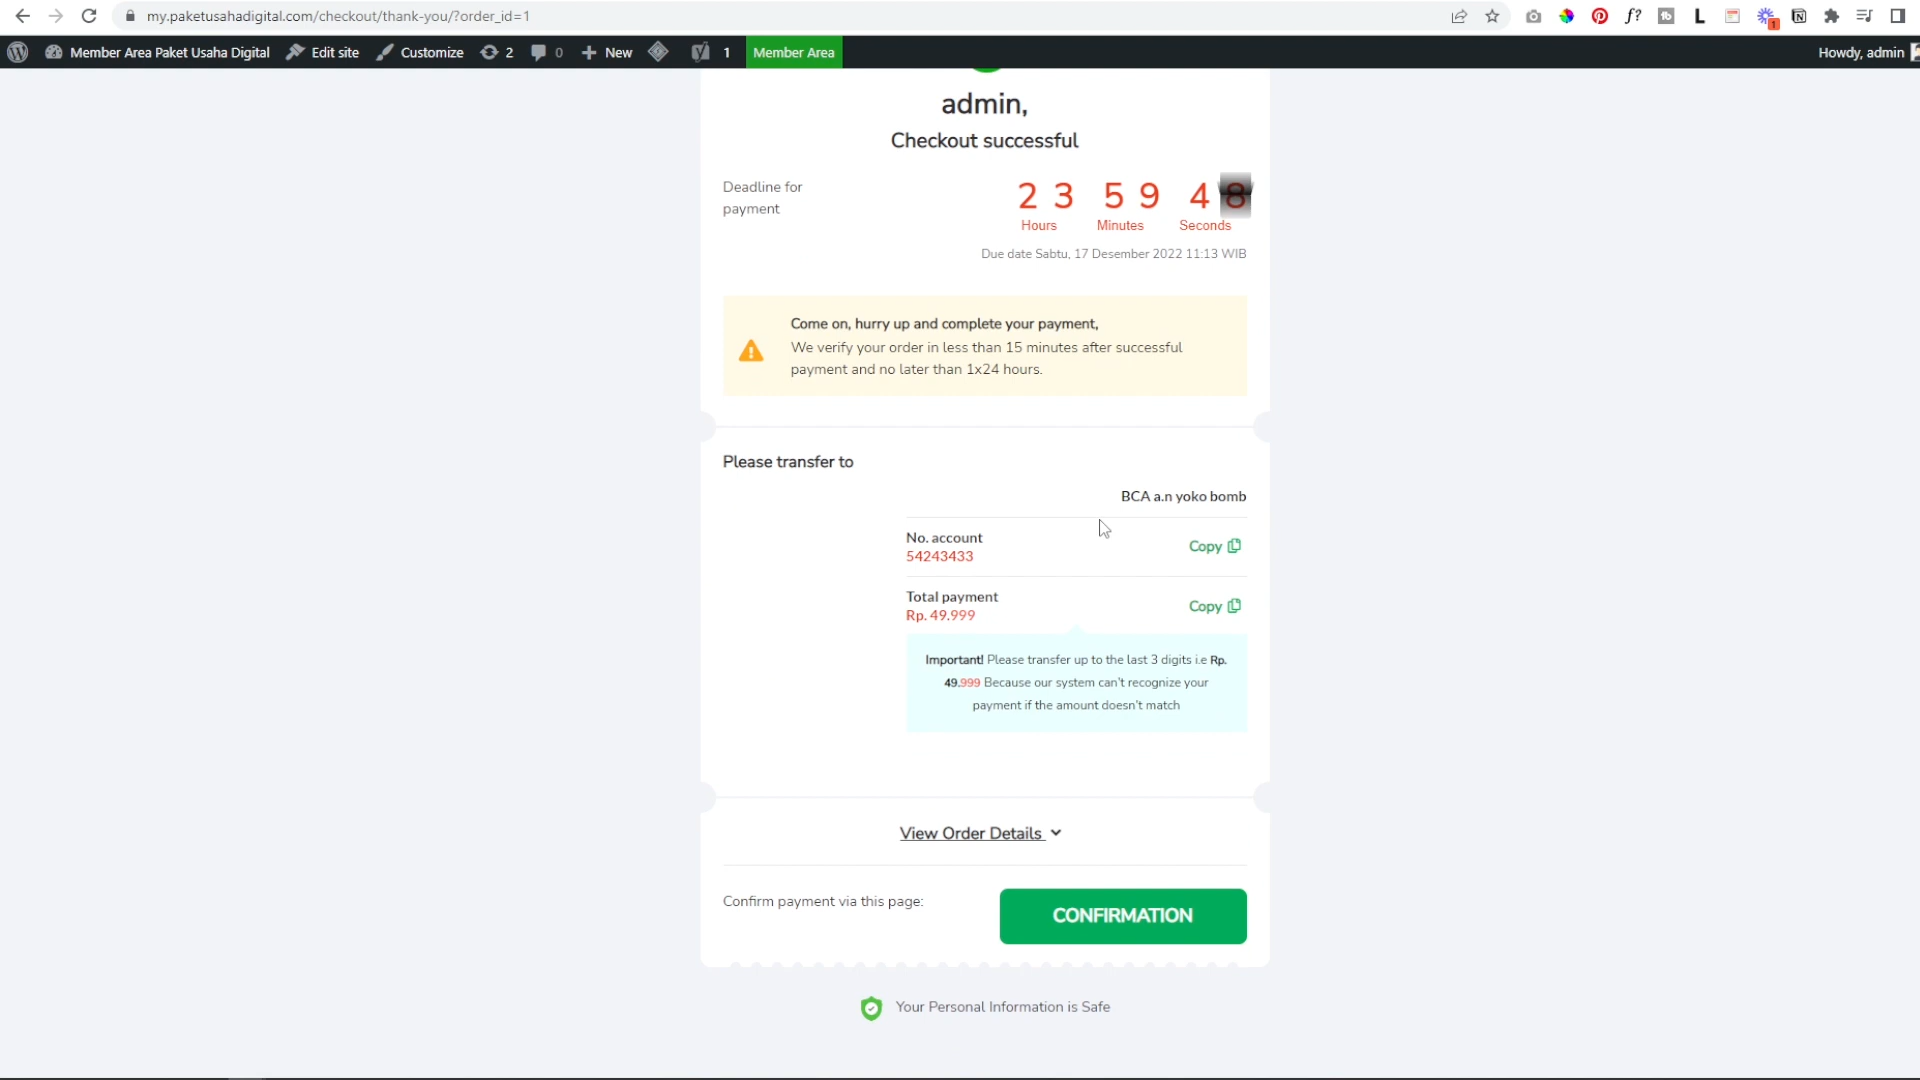 my.paketusahadigital.com/checkout/thank-you/?order_id=1
Member Area Paket Usaha Digital Edit site Customize 2 0 New 1 Member Area Howdy, admin
admin,
Checkout successful
Deadline for
payment
23 59 48
Hours Minutes Seconds
Due date Sabtu, 17 Desember 2022 11:13 WIB
Come on, hurry up and complete your payment,
We verify your order in less than 15 minutes after successful
payment and no later than 1x24 hours.
Please transfer to
BCA a.n yoko bomb
No. account
54243433
Copy
Total payment
Rp. 49.999
Copy
Important! Please transfer up to the last 3 digits i.e Rp.
49.999 Because our system can't recognize your
payment if the amount doesn't match
View Order Details
Confirm payment via this page:
CONFIRMATION
Your Personal Information is Safe